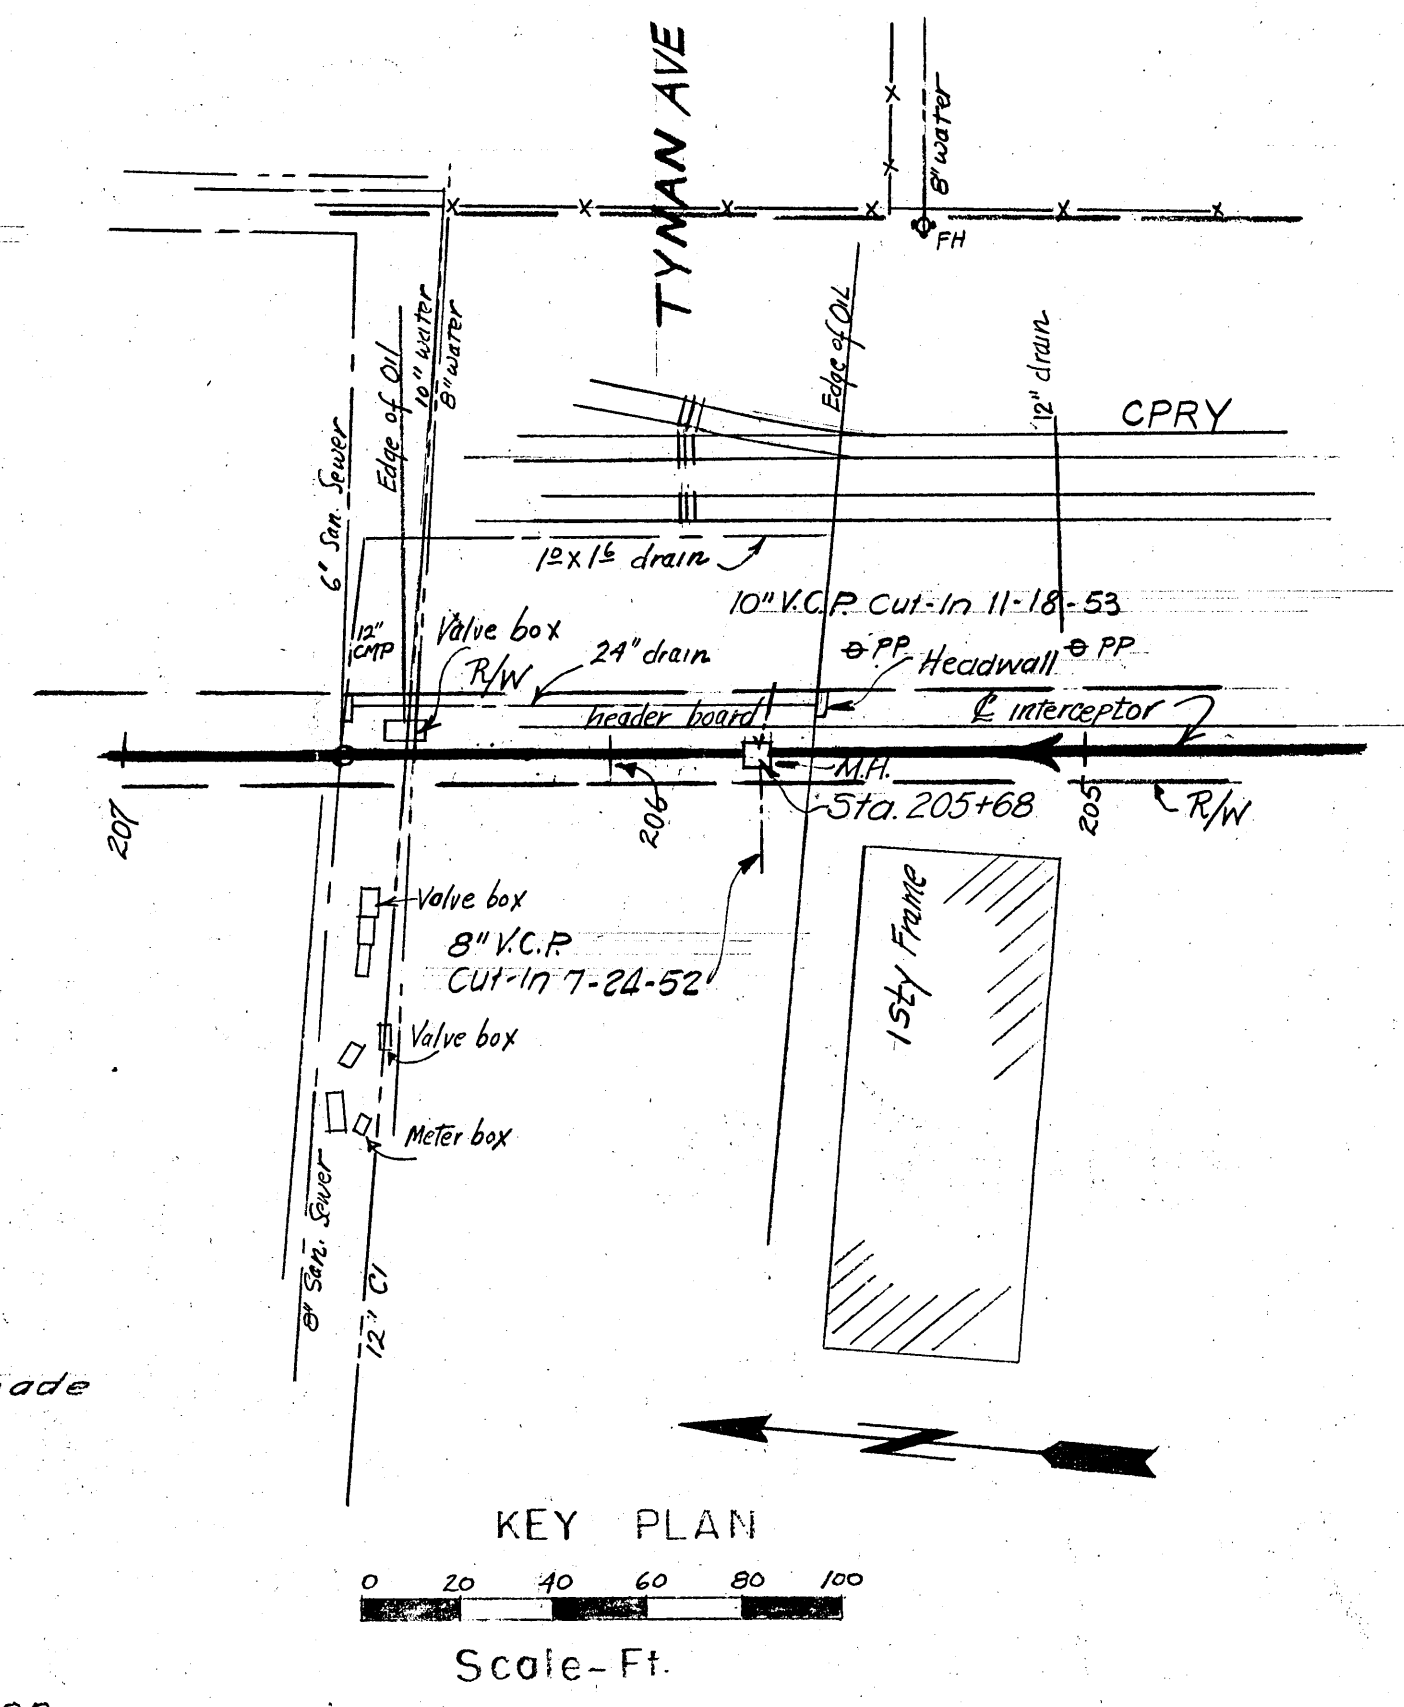 TYMAN AVE
8" water
FH
10" water
8" water
Edge of OIL
Edge of OIL
12" drain
CPRY
6" San. Sewer
1⁰ x 1⁶ drain
10" V.C.P. Cut-In 11-18-53
12"
CMP
Valve box
R/W
24" drain
PP
Headwall
PP
header board
℄ interceptor
M.H.
207
206
Sta. 205+68
205
R/W
Valve box
8" V.C.P.
Cut-In 7-24-52
1 Sty Frame
Valve box
Meter box
8" San. Sewer
12" CI
ade
N
KEY PLAN
0 20 40 60 80 100
Scale-Ft.